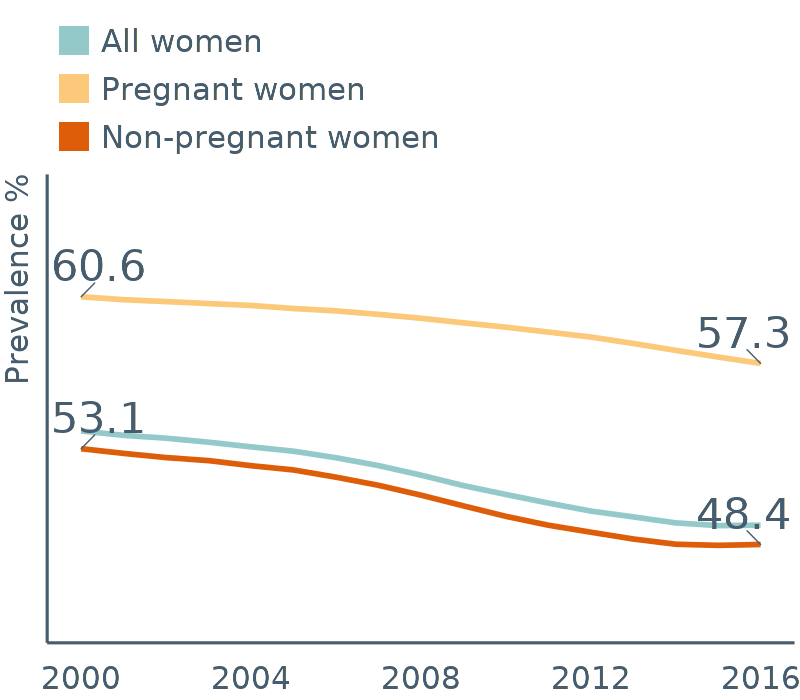 All women
Pregnant women
Non-pregnant women
Prevalence %
60.6
57.3
53.1
48.4
2000 2004 2008 2012 2016